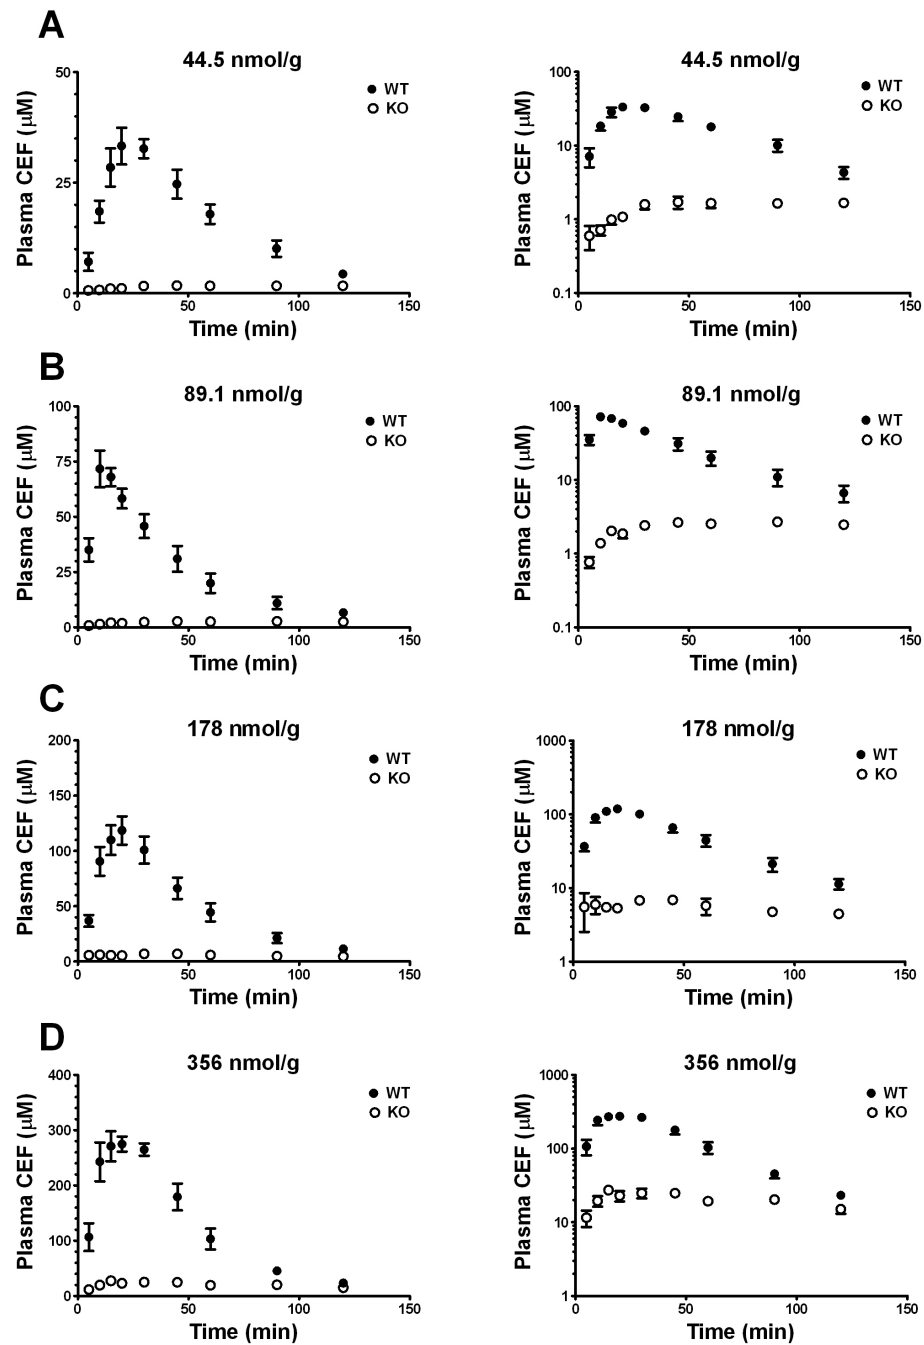 A
44.5 nmol/g
50
25
0
0
50
100
150
Plasma CEF (μM)
Time (min)
WT
KO
44.5 nmol/g
100
10
1
0.1
0
50
100
150
Plasma CEF (μM)
Time (min)
WT
KO
B
89.1 nmol/g
100
75
50
25
0
0
50
100
150
Plasma CEF (μM)
Time (min)
WT
KO
89.1 nmol/g
100
10
1
0.1
0
50
100
150
Plasma CEF (μM)
Time (min)
WT
KO
C
178 nmol/g
200
150
100
50
0
0
50
100
150
Plasma CEF (μM)
Time (min)
WT
KO
178 nmol/g
1000
100
10
1
0
50
100
150
Plasma CEF (μM)
Time (min)
WT
KO
D
356 nmol/g
400
300
200
100
0
0
50
100
150
Plasma CEF (μM)
Time (min)
WT
KO
356 nmol/g
1000
100
10
1
0
50
100
150
Plasma CEF (μM)
Time (min)
WT
KO